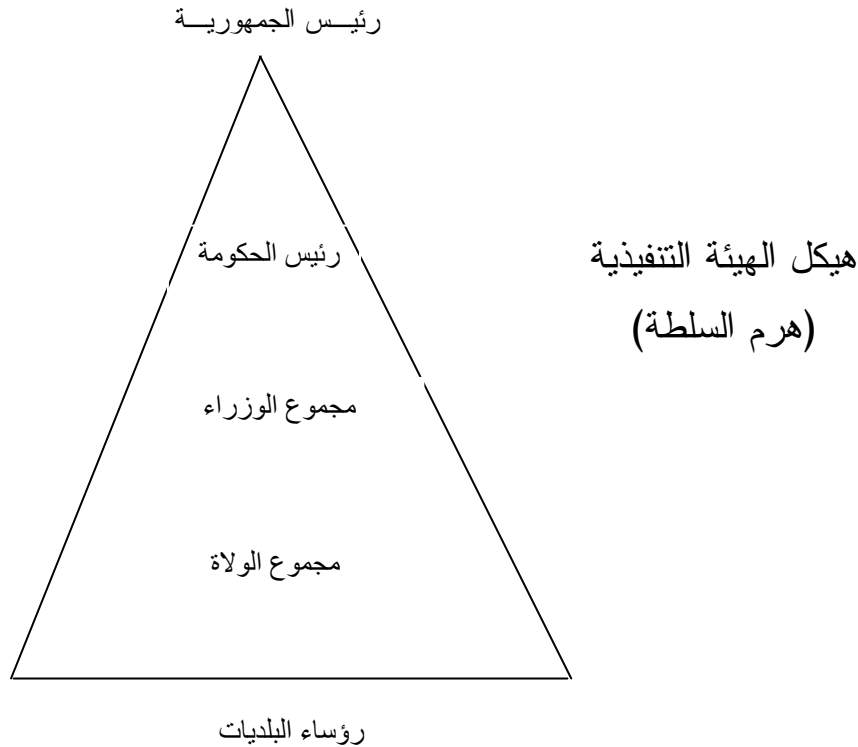 رئيـــس الجمهوريـــة
رئيس الحكومة
هيكل الهيئة التنفيذية
(هرم السلطة)
مجموع الوزراء
مجموع الولاة
رؤساء البلديات